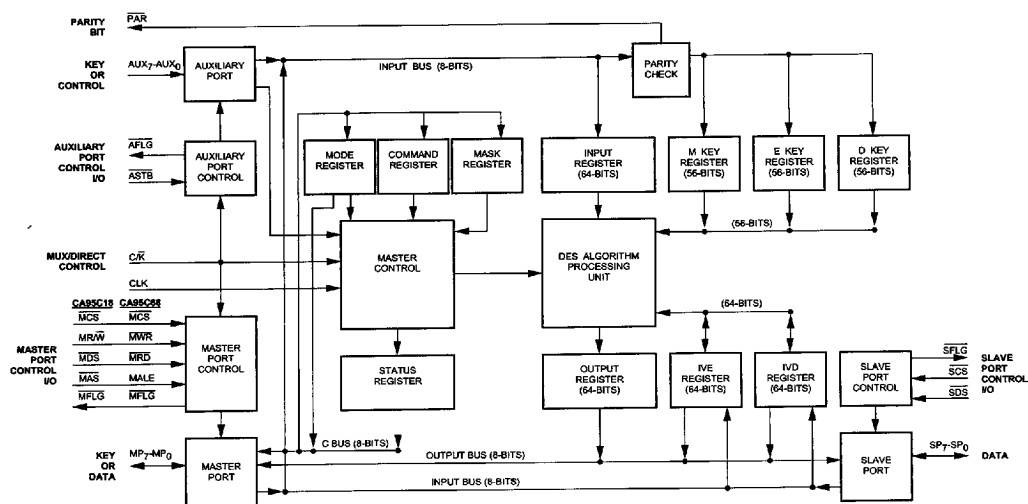 PARITY BIT
PAR
KEY OR CONTROL
AUX7-AUX0
AUXILIARY PORT
INPUT BUS (8-BITS)
PARITY CHECK
AUXILIARY PORT CONTROL I/O
AFLG
ASTB
AUXILIARY PORT CONTROL
MODE REGISTER
COMMAND REGISTER
MASK REGISTER
INPUT REGISTER (64-BITS)
M KEY REGISTER (56-BITS)
E KEY REGISTER (56-BITS)
D KEY REGISTER (56-BITS)
(56-BITS)
MUX/DIRECT CONTROL
C/K
CLK
MASTER CONTROL
DES ALGORITHM PROCESSING UNIT
(64-BITS)
CA95C18 CA95C68
MCS MCS
MR/W MWR
MDS MRD
MAS MALE
MFLG MFLG
MASTER PORT CONTROL I/O
MASTER PORT CONTROL
STATUS REGISTER
OUTPUT REGISTER (64-BITS)
IVE REGISTER (64-BITS)
IVD REGISTER (64-BITS)
SLAVE PORT CONTROL
SFLG
SCS
SDS
SLAVE PORT CONTROL I/O
KEY OR DATA
MP7-MP0
MASTER PORT
C BUS (8-BITS)
OUTPUT BUS (8-BITS)
INPUT BUS (8-BITS)
SLAVE PORT
SP7-SP0
DATA